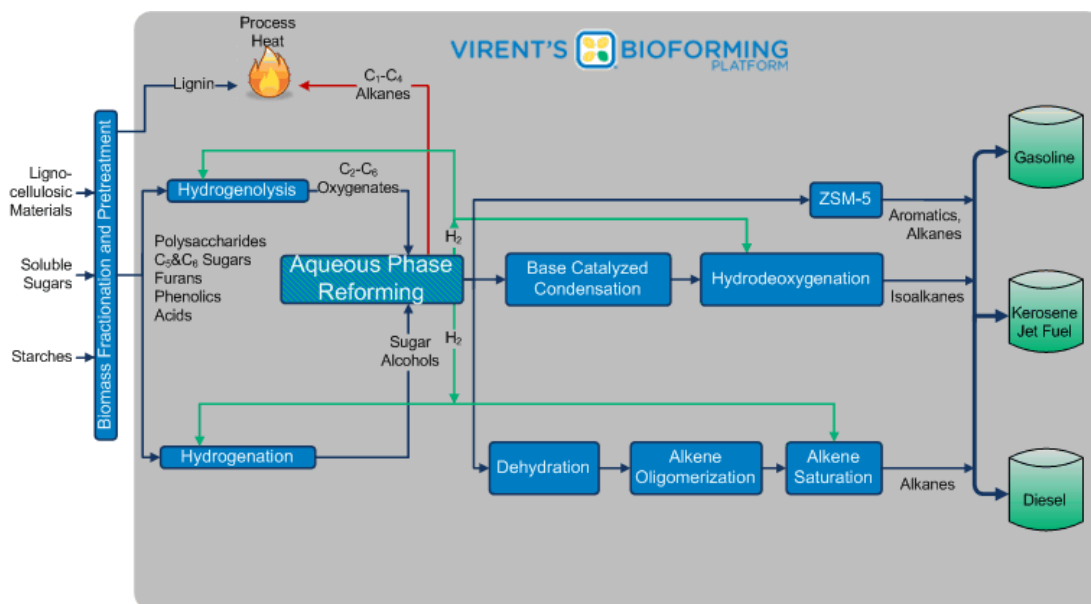 Process
Heat
VIRENT'S BIOFORMING
PLATFORM
Lignin
C₁-C₄
Alkanes
Biomass Fractionation and Pretreatment
Ligno-
cellulosic
Materials
Soluble
Sugars
Starches
Hydrogenolysis
C₂-C₆
Oxygenates
Polysaccharides
C₅&C₆ Sugars
Furans
Phenolics
Acids
H₂
Aqueous Phase
Reforming
H₂
Sugar
Alcohols
Hydrogenation
ZSM-5
Aromatics,
Alkanes
Base Catalyzed
Condensation
Hydrodeoxygenation
Isoalkanes
Dehydration
Alkene
Oligomerization
Alkene
Saturation
Alkanes
Gasoline
Kerosene
Jet Fuel
Diesel